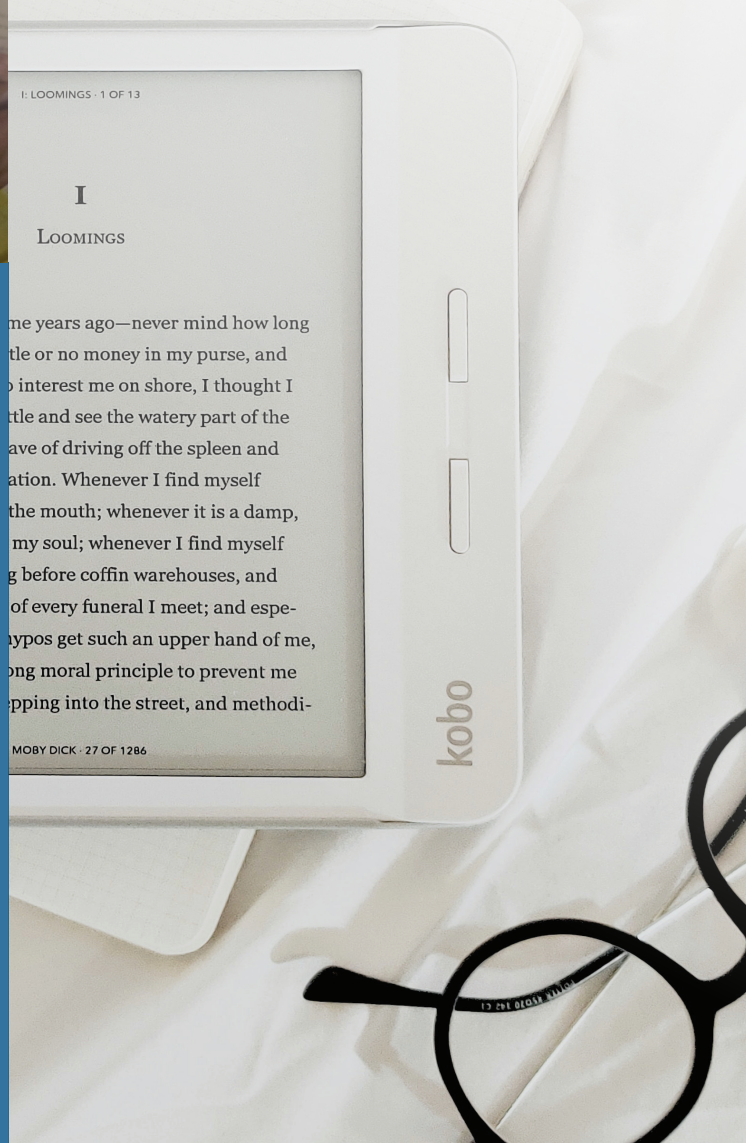 I: LOOMINGS · 1 OF 13
I
LOOMINGS
me years ago—never mind how long
tle or no money in my purse, and
interest me on shore, I thought I
ttle and see the watery part of the
ave of driving off the spleen and
ation. Whenever I find myself
the mouth; whenever it is a damp,
my soul; whenever I find myself
g before coffin warehouses, and
of every funeral I meet; and espe-
hypos get such an upper hand of me,
ong moral principle to prevent me
epping into the street, and methodi-
MOBY DICK · 27 OF 1286
kobo